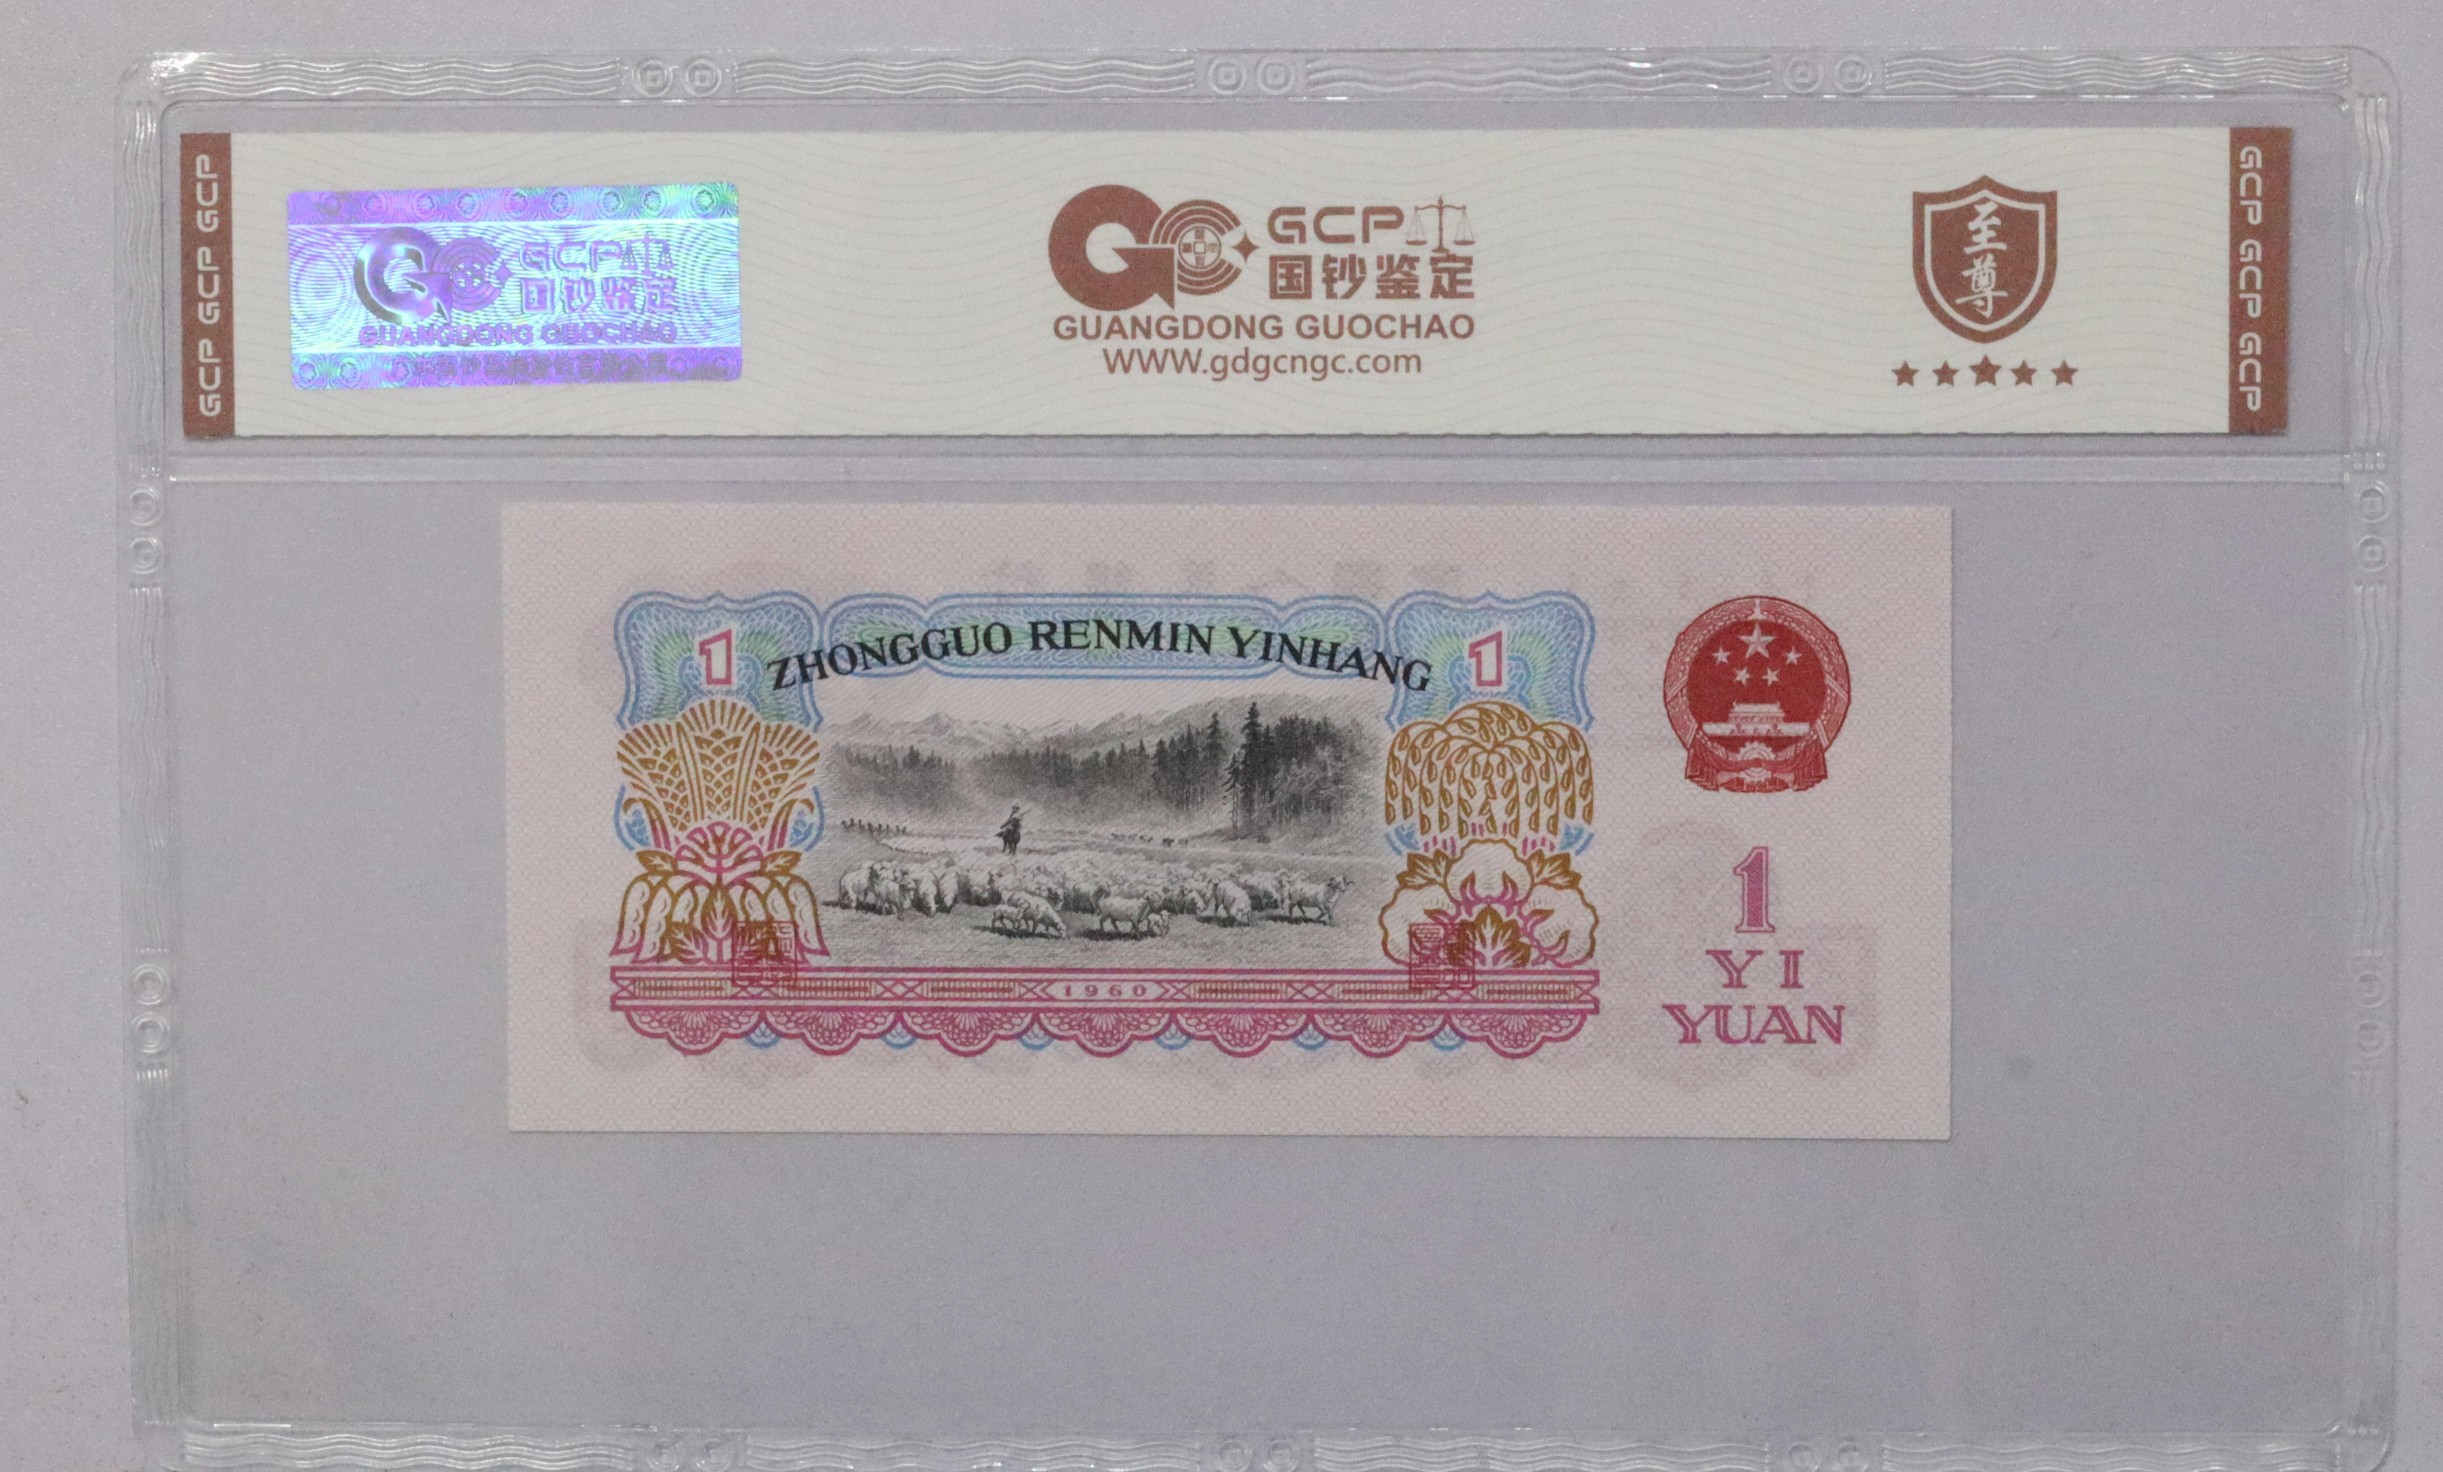 GCP GCP GCP
GCP
国钞鉴定
GUANGDONG GUOCHAO
GCP
国钞鉴定
GUANGDONG GUOCHAO
WWW.gdgcngc.com
至尊
GCP GCP GCP
1
ZHONGGUO RENMIN YINHANG
1
1
YI
YUAN
1960